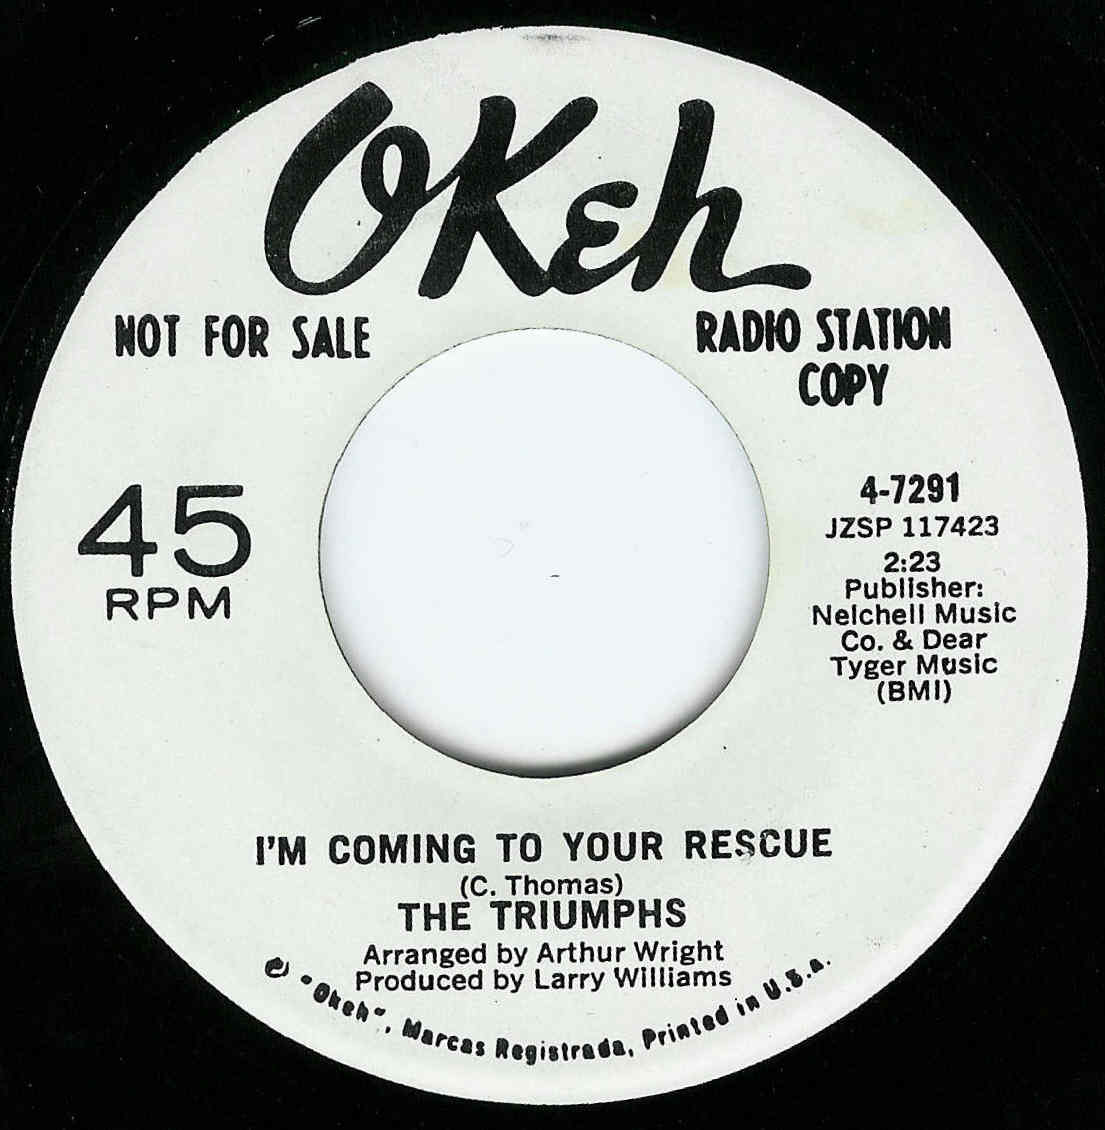 OKeh
NOT FOR SALE
RADIO STATION
COPY
45
RPM
4-7291
JZSP 117423
2:23
Publisher:
Nelchell Music
Co. & Dear
Tyger Music
(BMI)
I'M COMING TO YOUR RESCUE
(C. Thomas)
THE TRIUMPHS
Arranged by Arthur Wright
Produced by Larry Williams
"Okeh", Marcas Registrada, Printed in U.S.A.